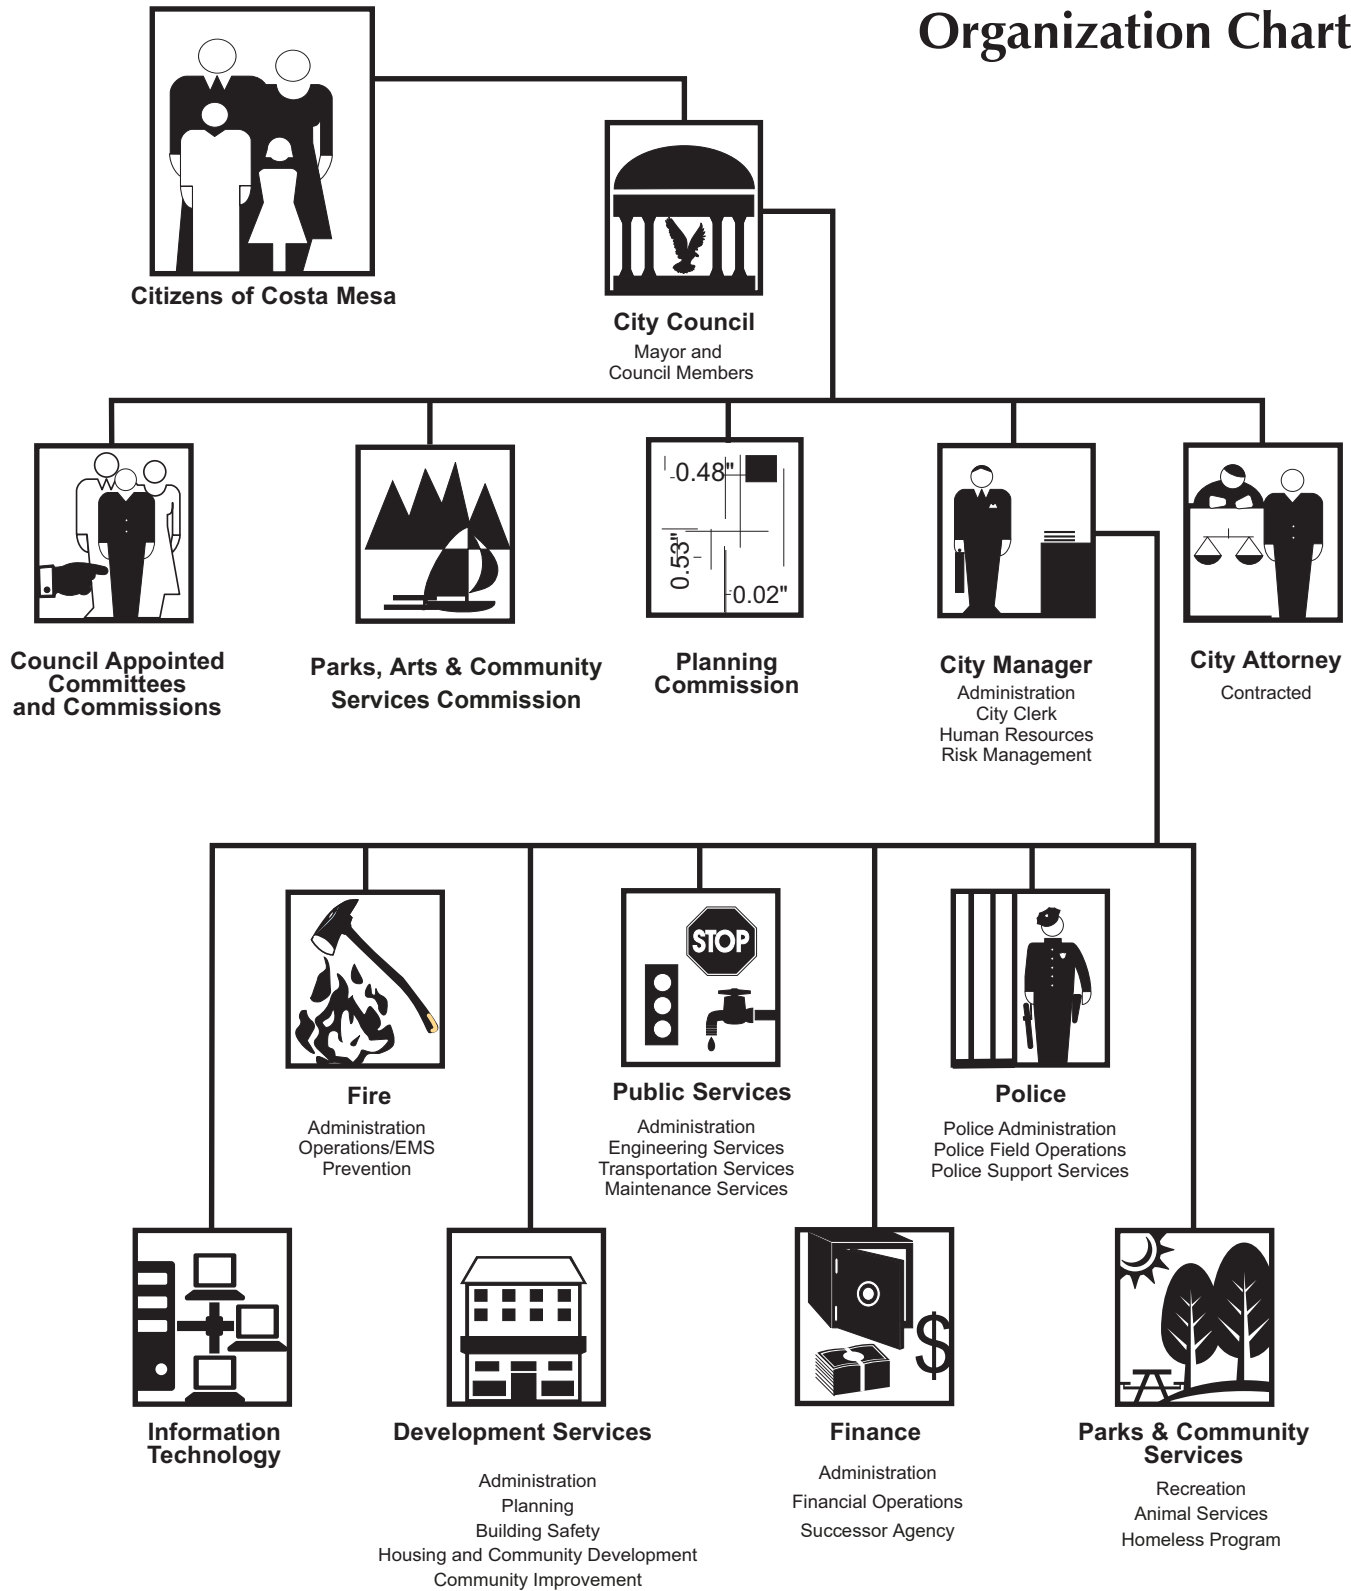 Organization Chart
Citizens of Costa Mesa
City Council
Mayor and
Council Members
Council Appointed
Committees
and Commissions
Parks, Arts & Community
Services Commission
0.48"
0.53"
0.02"
Planning
Commission
City Manager
Administration
City Clerk
Human Resources
Risk Management
City Attorney
Contracted
Fire
Administration
Operations/EMS
Prevention
STOP
Public Services
Administration
Engineering Services
Transportation Services
Maintenance Services
Police
Police Administration
Police Field Operations
Police Support Services
Information
Technology
Development Services
Administration
Planning
Building Safety
Housing and Community Development
Community Improvement
$
Finance
Administration
Financial Operations
Successor Agency
Parks & Community
Services
Recreation
Animal Services
Homeless Program